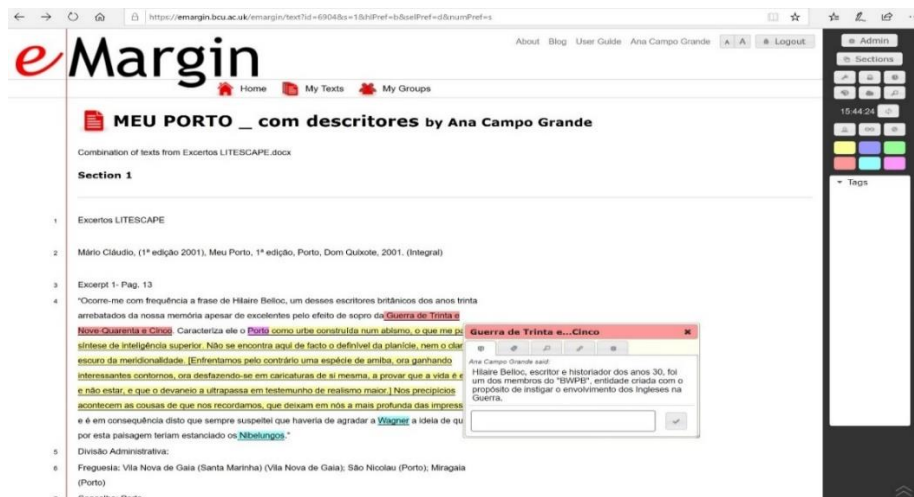 https://emargin.bcu.ac.uk/emargin/text?id=6904&s=1&hlPref=b&selPref=d&numPref=s
eMargin
About Blog User Guide Ana Campo Grande A A Logout
Home My Texts My Groups
Admin
Sections
15:44:24
Tags
MEU PORTO _ com descritores by Ana Campo Grande
Combination of texts from Excertos LITESCAPE.docx
Section 1
1 Excertos LITESCAPE
2 Mário Cláudio, (1ª edição 2001), Meu Porto, 1ª edição, Porto, Dom Quixote, 2001. (Integral)
3 Excerpt 1- Pag. 13
4 "Ocorre-me com frequência a frase de Hilaire Belloc, um desses escritores britânicos dos anos trinta
arrebatados da nossa memória apesar de excelentes pelo efeito de sopro da Guerra de Trinta e
Nove-Quarenta e Cinco. Caracteriza ele o Porto como urbe construída num abismo, o que me pa
síntese de inteligência superior. Não se encontra aqui de facto o definível da planície, nem o clar
escuro da meridionalidade. [Enfrentamos pelo contrário uma espécie de amiba, ora ganhando
interessantes contornos, ora desfazendo-se em caricaturas de si mesma, a provar que a vida é e
e não estar, e que o devaneio a ultrapassa em testemunho de realismo maior.] Nos precipícios
acontecem as cousas de que nos recordamos, que deixam em nós a mais profunda das impress
e é em consequência disto que sempre suspeitei que haveria de agradar a Wagner a ideia de qu
por esta paisagem teriam estanciado os Nibelungos."
5 Divisão Administrativa:
6 Freguesia: Vila Nova de Gaia (Santa Marinha) (Vila Nova de Gaia); São Nicolau (Porto); Miragaia
(Porto)
Guerra de Trinta e...Cinco
Ana Campo Grande said:
Hilaire Belloc, escritor e historiador dos anos 30, foi
um dos membros do "BWPB", entidade criada com o
propósito de instigar o envolvimento dos Ingleses na
Guerra.